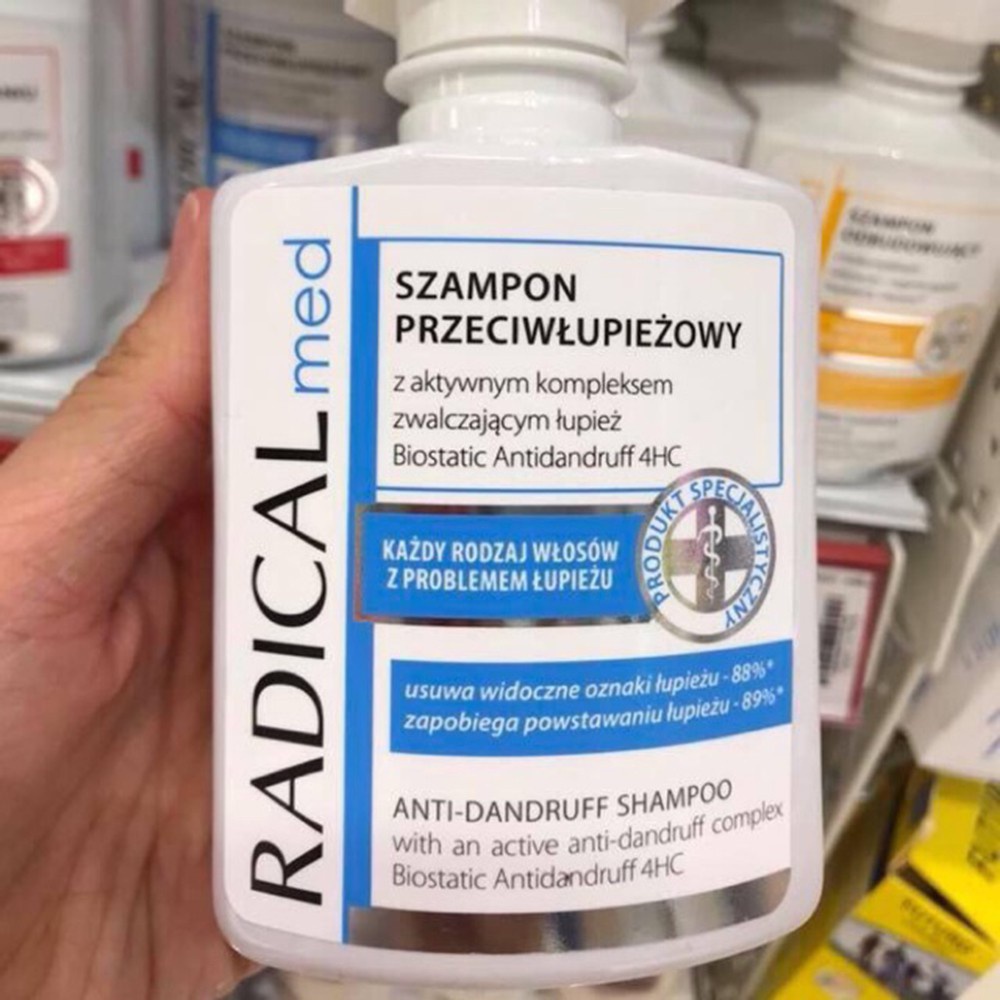 RADICAL med
SZAMPON
PRZECIWŁUPIEŻOWY
z aktywnym kompleksem
zwalczającym łupież
Biostatic Antidandruff 4HC
KAŻDY RODZAJ WŁOSÓW
Z PROBLEMEM ŁUPIEŻU
PRODUKT SPECJALISTYCZNY
usuwa widoczne oznaki łupieżu - 88%*
zapobiega powstawaniu łupieżu - 89%*
ANTI-DANDRUFF SHAMPOO
with an active anti-dandruff complex
Biostatic Antidandruff 4HC
SZAMPON
ODBUDOWUJĄCY